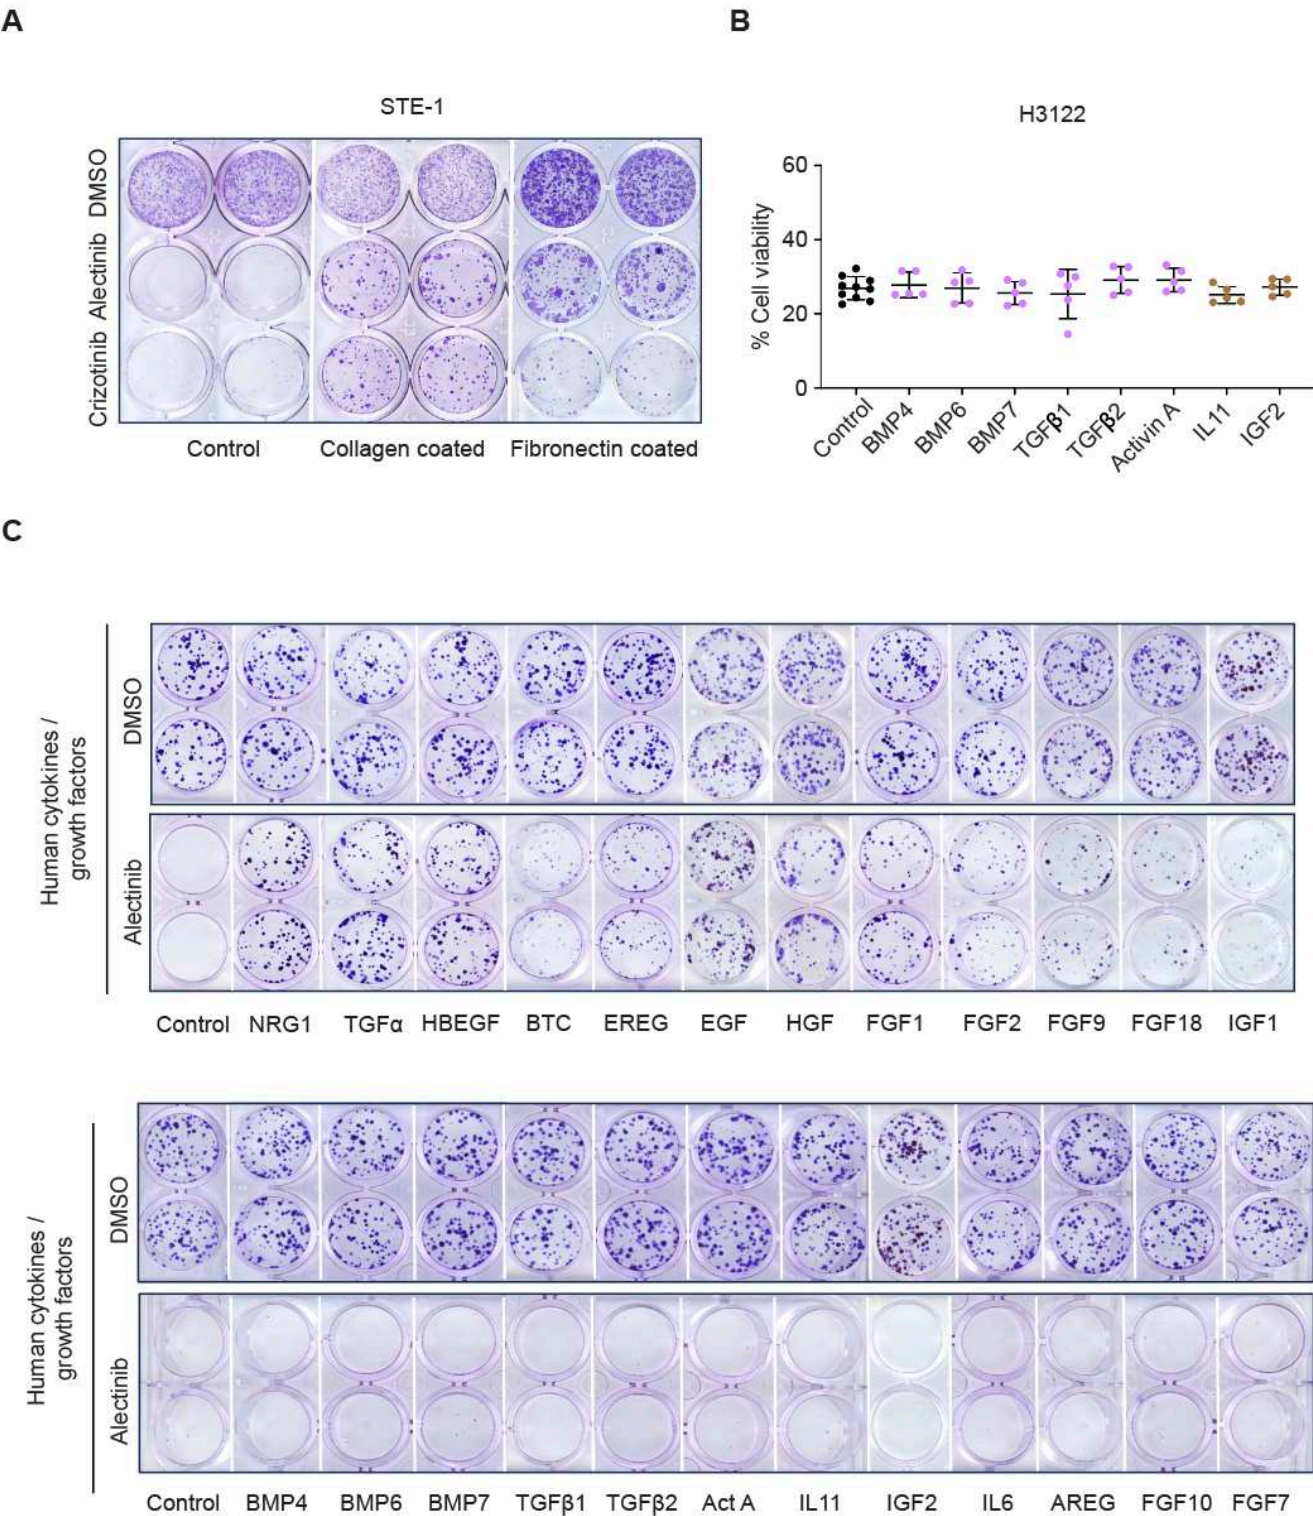 A
B
STE-1
H3122
DMSO
Alectinib
Crizotinib
Control
Collagen coated
Fibronectin coated
% Cell viability
60
40
20
0
Control
BMP4
BMP6
BMP7
TGFβ1
TGFβ2
Activin A
IL11
IGF2
C
Human cytokines /
growth factors
DMSO
Alectinib
Control NRG1 TGFα HBEGF BTC EREG EGF HGF FGF1 FGF2 FGF9 FGF18 IGF1
Human cytokines /
growth factors
DMSO
Alectinib
Control BMP4 BMP6 BMP7 TGFβ1 TGFβ2 Act A IL11 IGF2 IL6 AREG FGF10 FGF7